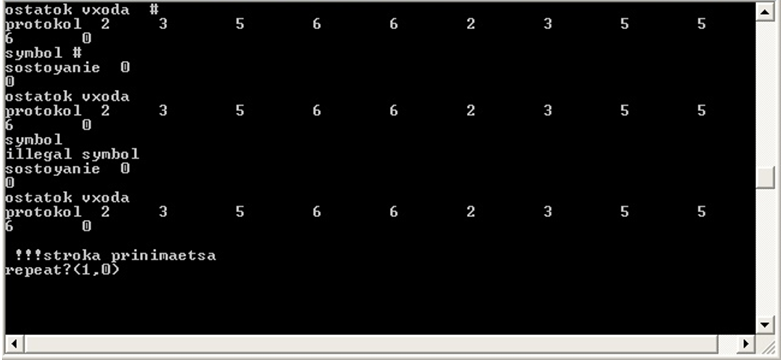 ostatok vxoda #
protokol 2 3 5 6 6 2 3 5 5
6 0
symbol #
sostoyanie 0
0
ostatok vxoda
protokol 2 3 5 6 6 2 3 5 5
6 0
symbol
illegal symbol
sostoyanie 0
0
ostatok vxoda
protokol 2 3 5 6 6 2 3 5 5
6 0
!!!stroka prinimaetsa
repeat?(1,0)